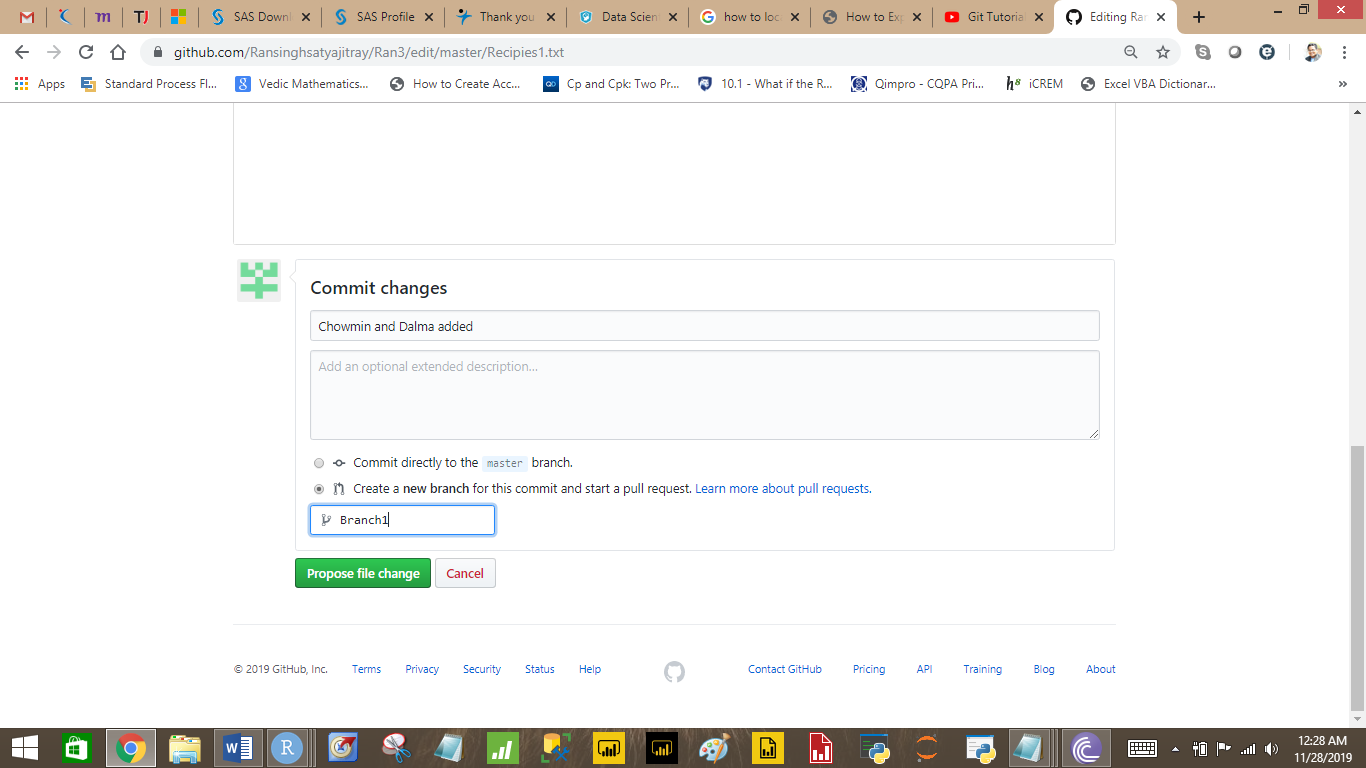 SAS Downl
SAS Profile
Thank you
Data Scien
how to loc
How to Exp
Git Tutoria
Editing Ran
github.com/Ransinghsatyajitray/Ran3/edit/master/Recipies1.txt
Apps
Standard Process Fl...
Vedic Mathematics...
How to Create Acc...
Cp and Cpk: Two Pr...
10.1 - What if the R...
Qimpro - CQPA Pri...
iCREM
Excel VBA Dictionar...
»
Commit changes
Chowmin and Dalma added
Add an optional extended description...
Commit directly to the master branch.
Create a new branch for this commit and start a pull request. Learn more about pull requests.
Branch1
Propose file change
Cancel
© 2019 GitHub, Inc.
Terms
Privacy
Security
Status
Help
Contact GitHub
Pricing
API
Training
Blog
About
12:28 AM
11/28/2019